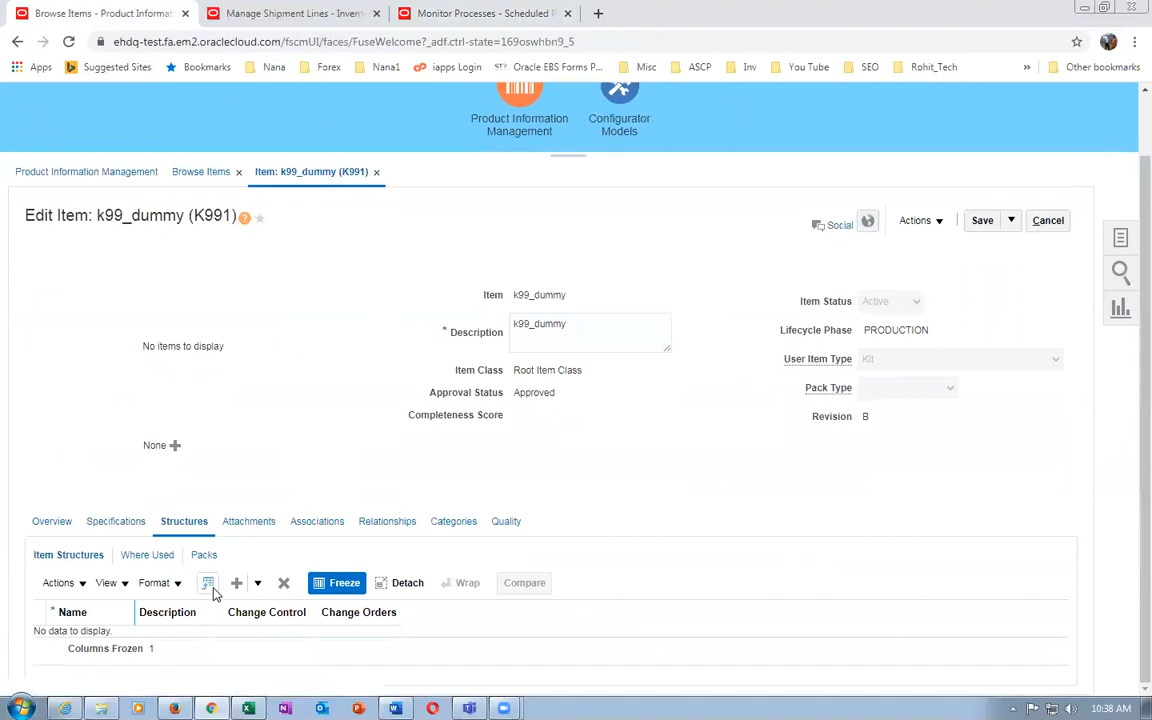 Browse Items - Product Informat
Manage Shipment Lines - Invent
Monitor Processes - Scheduled P
ehdq-test.fa.em2.oraclecloud.com/fscmUI/faces/FuseWelcome?_adf.ctrl-state=169oswhbn9_5
Apps Suggested Sites Bookmarks Nana Forex Nana1 iapps Login Oracle EBS Forms P... Misc ASCP Inv You Tube SEO Rohit_Tech » Other bookmarks
Product Information Management
Configurator Models
Product Information Management Browse Items Item: k99_dummy (K991)
Edit Item: k99_dummy (K991)
Social Actions Save Cancel
Item k99_dummy
Item Status Active
* Description k99_dummy
Lifecycle Phase PRODUCTION
No items to display
User Item Type Kit
Item Class Root Item Class
Pack Type
Approval Status Approved
Completeness Score
Revision B
None
Overview Specifications Structures Attachments Associations Relationships Categories Quality
Item Structures Where Used Packs
Actions View Format Freeze Detach Wrap Compare
* Name Description Change Control Change Orders
No data to display.
Columns Frozen 1
10:38 AM